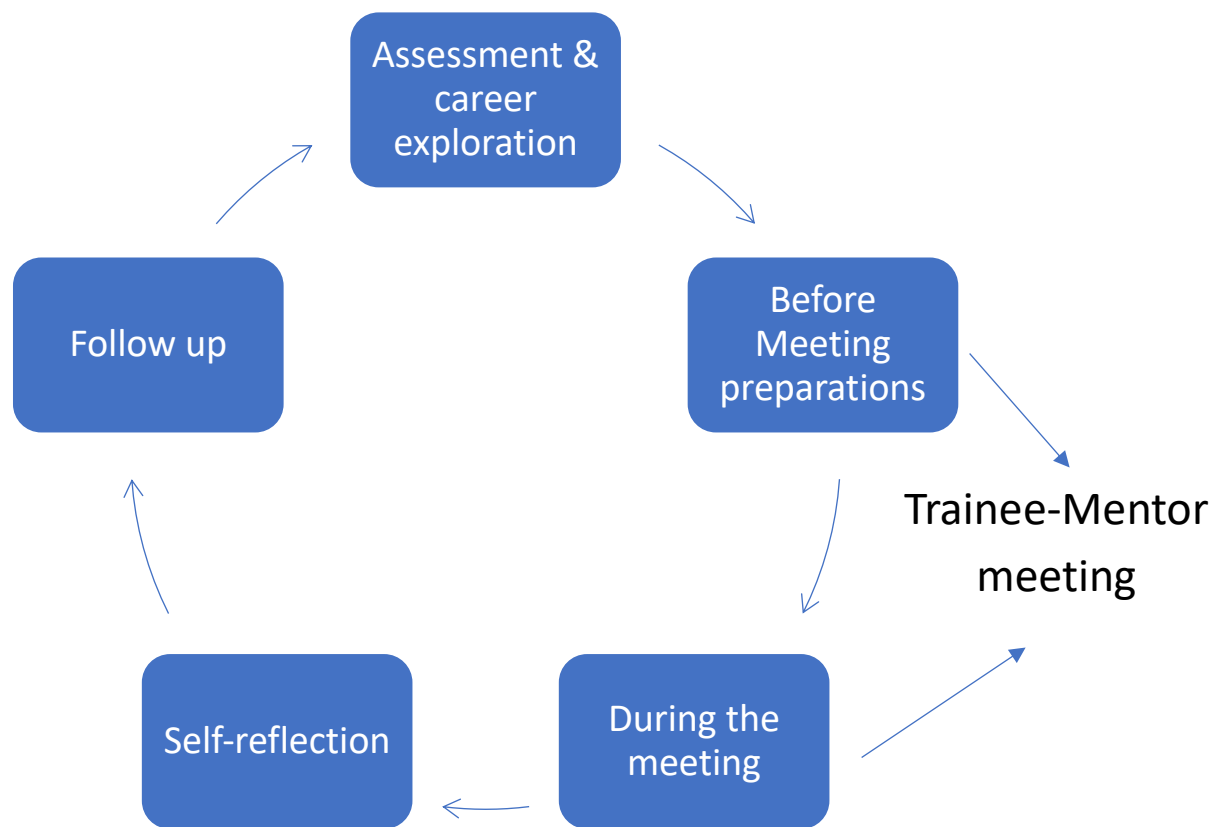 Assessment &
career
exploration
Before
Meeting
preparations
Follow up
Trainee-Mentor
meeting
During the
meeting
Self-reflection